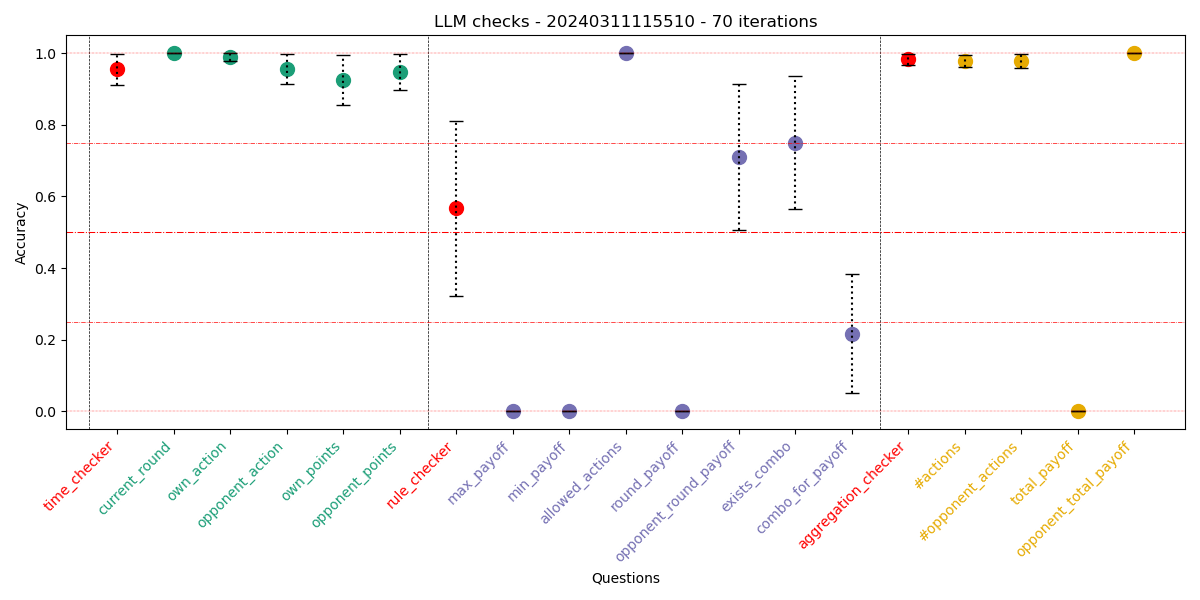 LLM checks - 20240311115510 - 70 iterations
Accuracy
1.0
0.8
0.6
0.4
0.2
0.0
time_checker
current_round
own_action
opponent_action
own_points
opponent_points
rule_checker
max_payoff
min_payoff
allowed_actions
round_payoff
opponent_round_payoff
exists_combo
combo_for_payoff
aggregation_checker
#actions
#opponent_actions
total_payoff
opponent_total_payoff
Questions